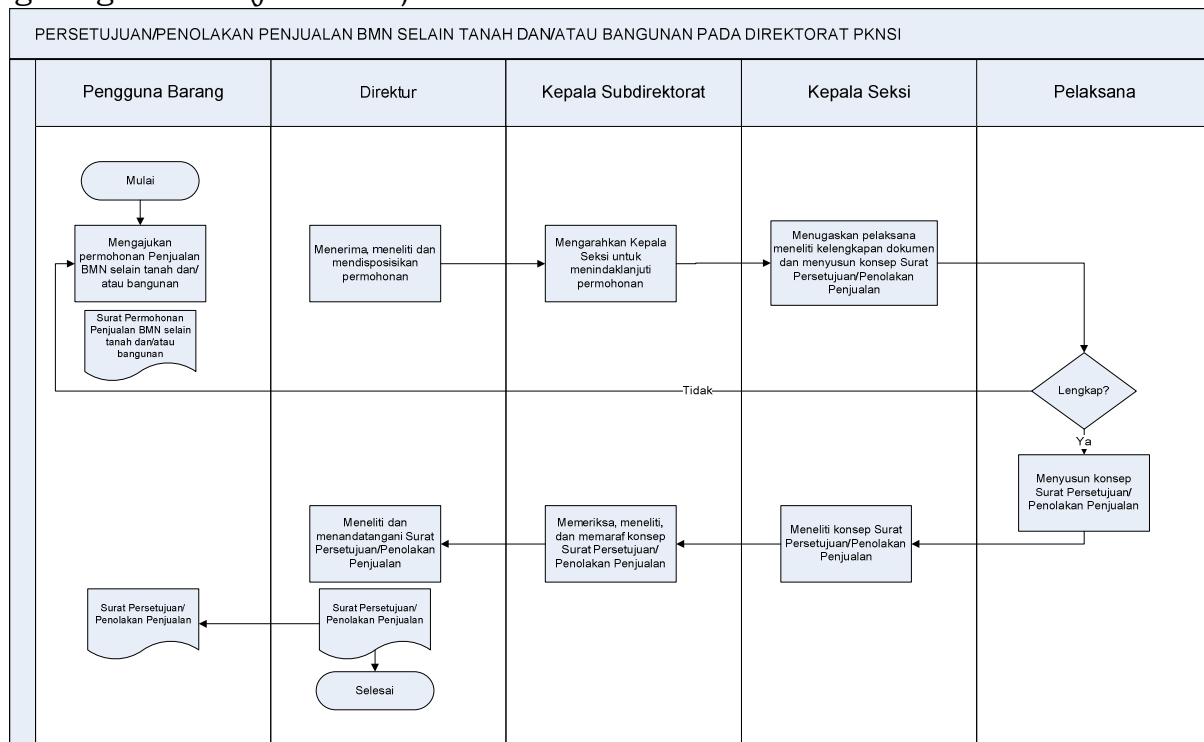 PERSETUJUAN/PENOLAKAN PENJUALAN BMN SELAIN TANAH DAN/ATAU BANGUNAN PADA DIREKTORAT PKNSI
Pengguna Barang
Direktur
Kepala Subdirektorat
Kepala Seksi
Pelaksana
Mulai
Mengajukan
permohonan Penjualan
BMN selain tanah dan/
atau bangunan
Menerima, meneliti dan
mendisposisikan
permohonan
Mengarahkan Kepala
Seksi untuk
menindaklanjuti
permohonan
Menugaskan pelaksana
meneliti kelengkapan dokumen
dan menyusun konsep Surat
Persetujuan/Penolakan
Penjualan
Surat Permohonan
Penjualan BMN selain
tanah dan/atau
bangunan
Tidak
Lengkap?
Ya
Menyusun konsep
Surat Persetujuan/
Penolakan Penjualan
Meneliti dan
menandatangani Surat
Persetujuan/Penolakan
Penjualan
Memeriksa, meneliti,
dan memaraf konsep
Surat Persetujuan/
Penolakan Penjualan
Meneliti konsep Surat
Persetujuan/Penolakan
Penjualan
Surat Persetujuan/
Penolakan Penjualan
Surat Persetujuan/
Penolakan Penjualan
Selesai